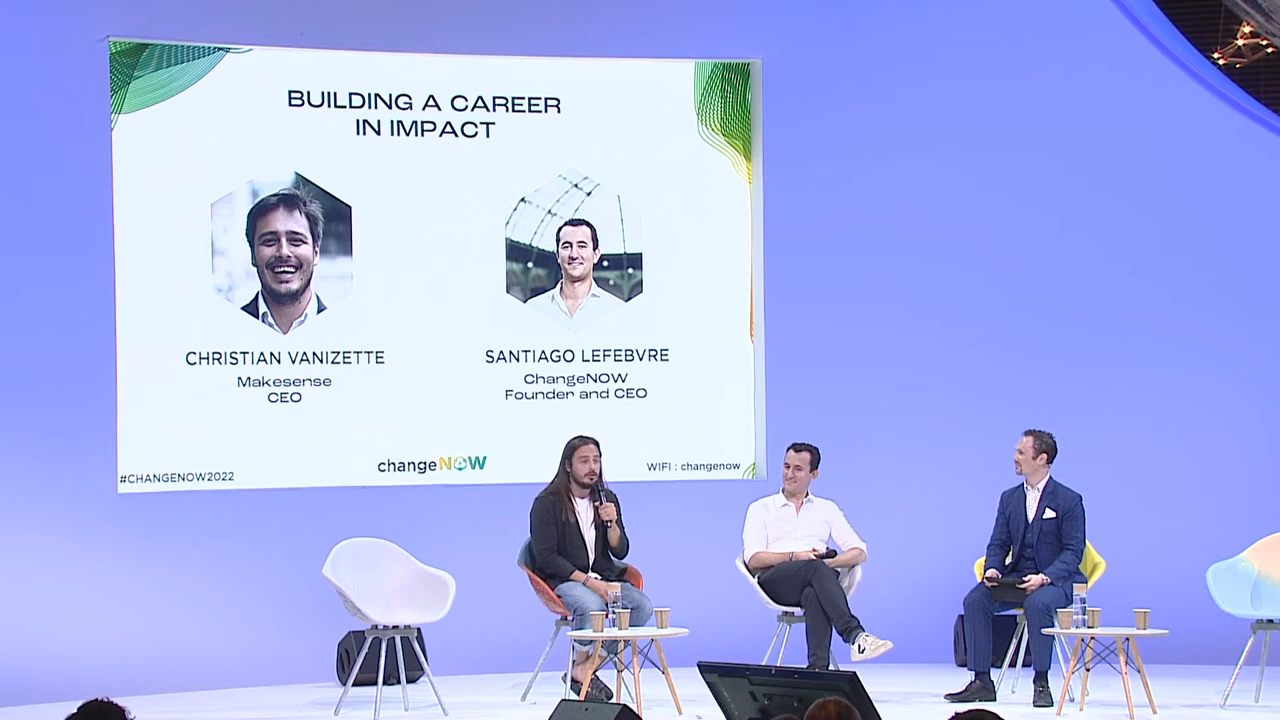 BUILDING A CAREER
IN IMPACT
CHRISTIAN VANIZETTE
Makesense
CEO
SANTIAGO LEFEBVRE
ChangeNOW
Founder and CEO
#CHANGENOW2022
changeNOW
WIFI : changenow